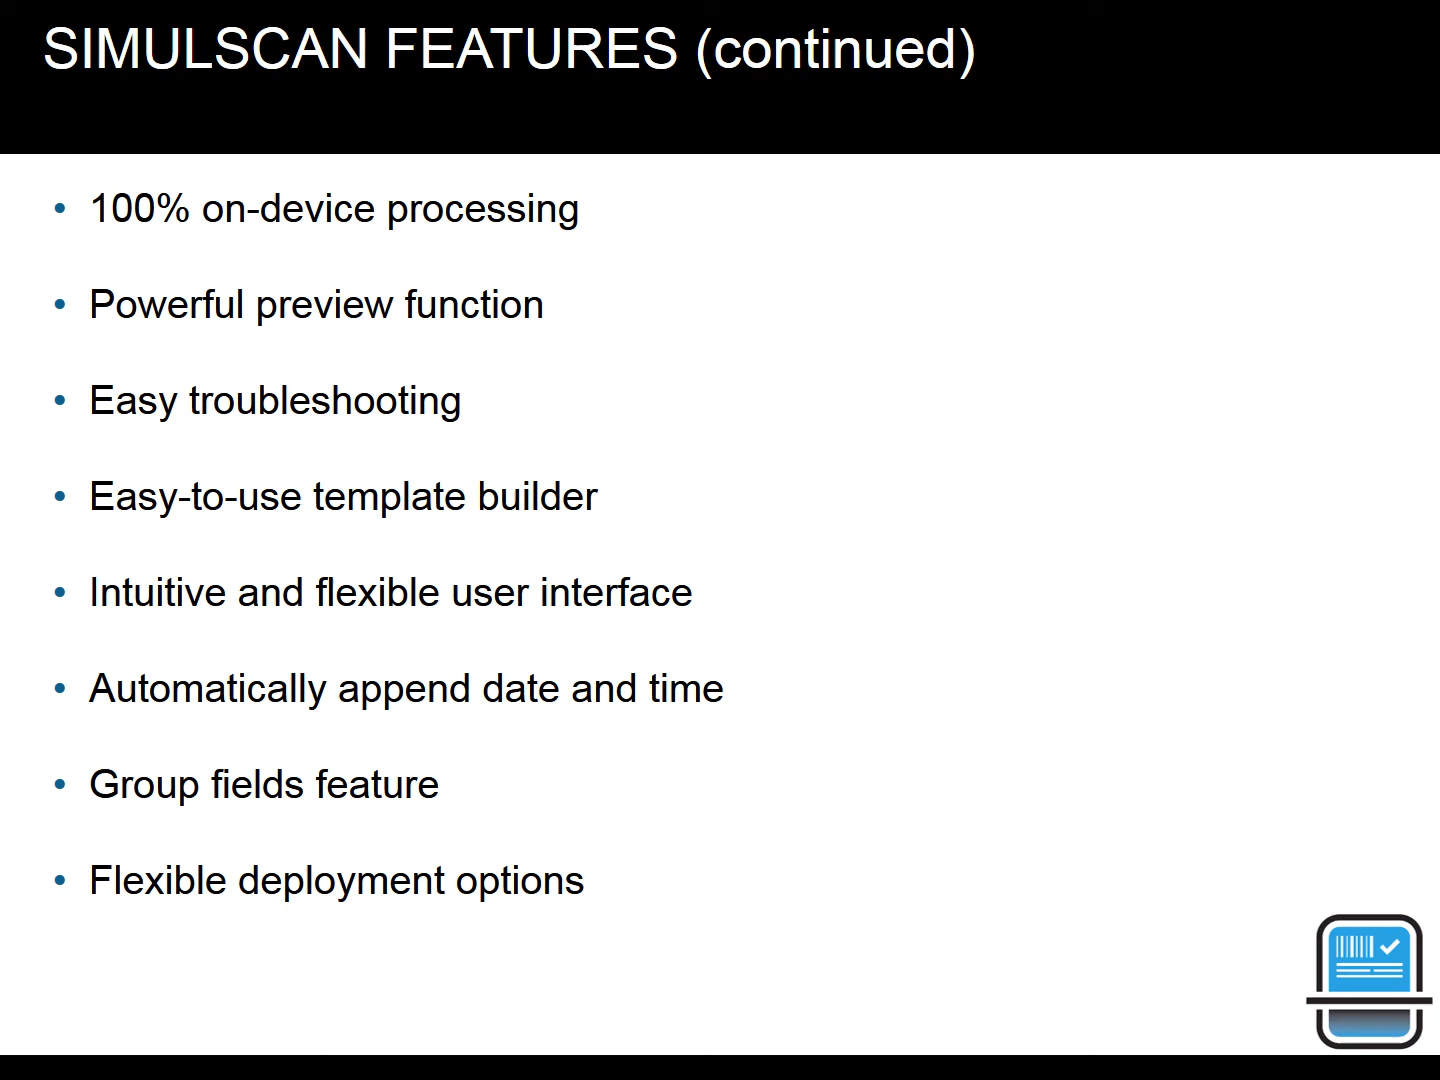 SIMULSCAN FEATURES (continued)
• 100% on-device processing
• Powerful preview function
• Easy troubleshooting
• Easy-to-use template builder
• Intuitive and flexible user interface
• Automatically append date and time
• Group fields feature
• Flexible deployment options